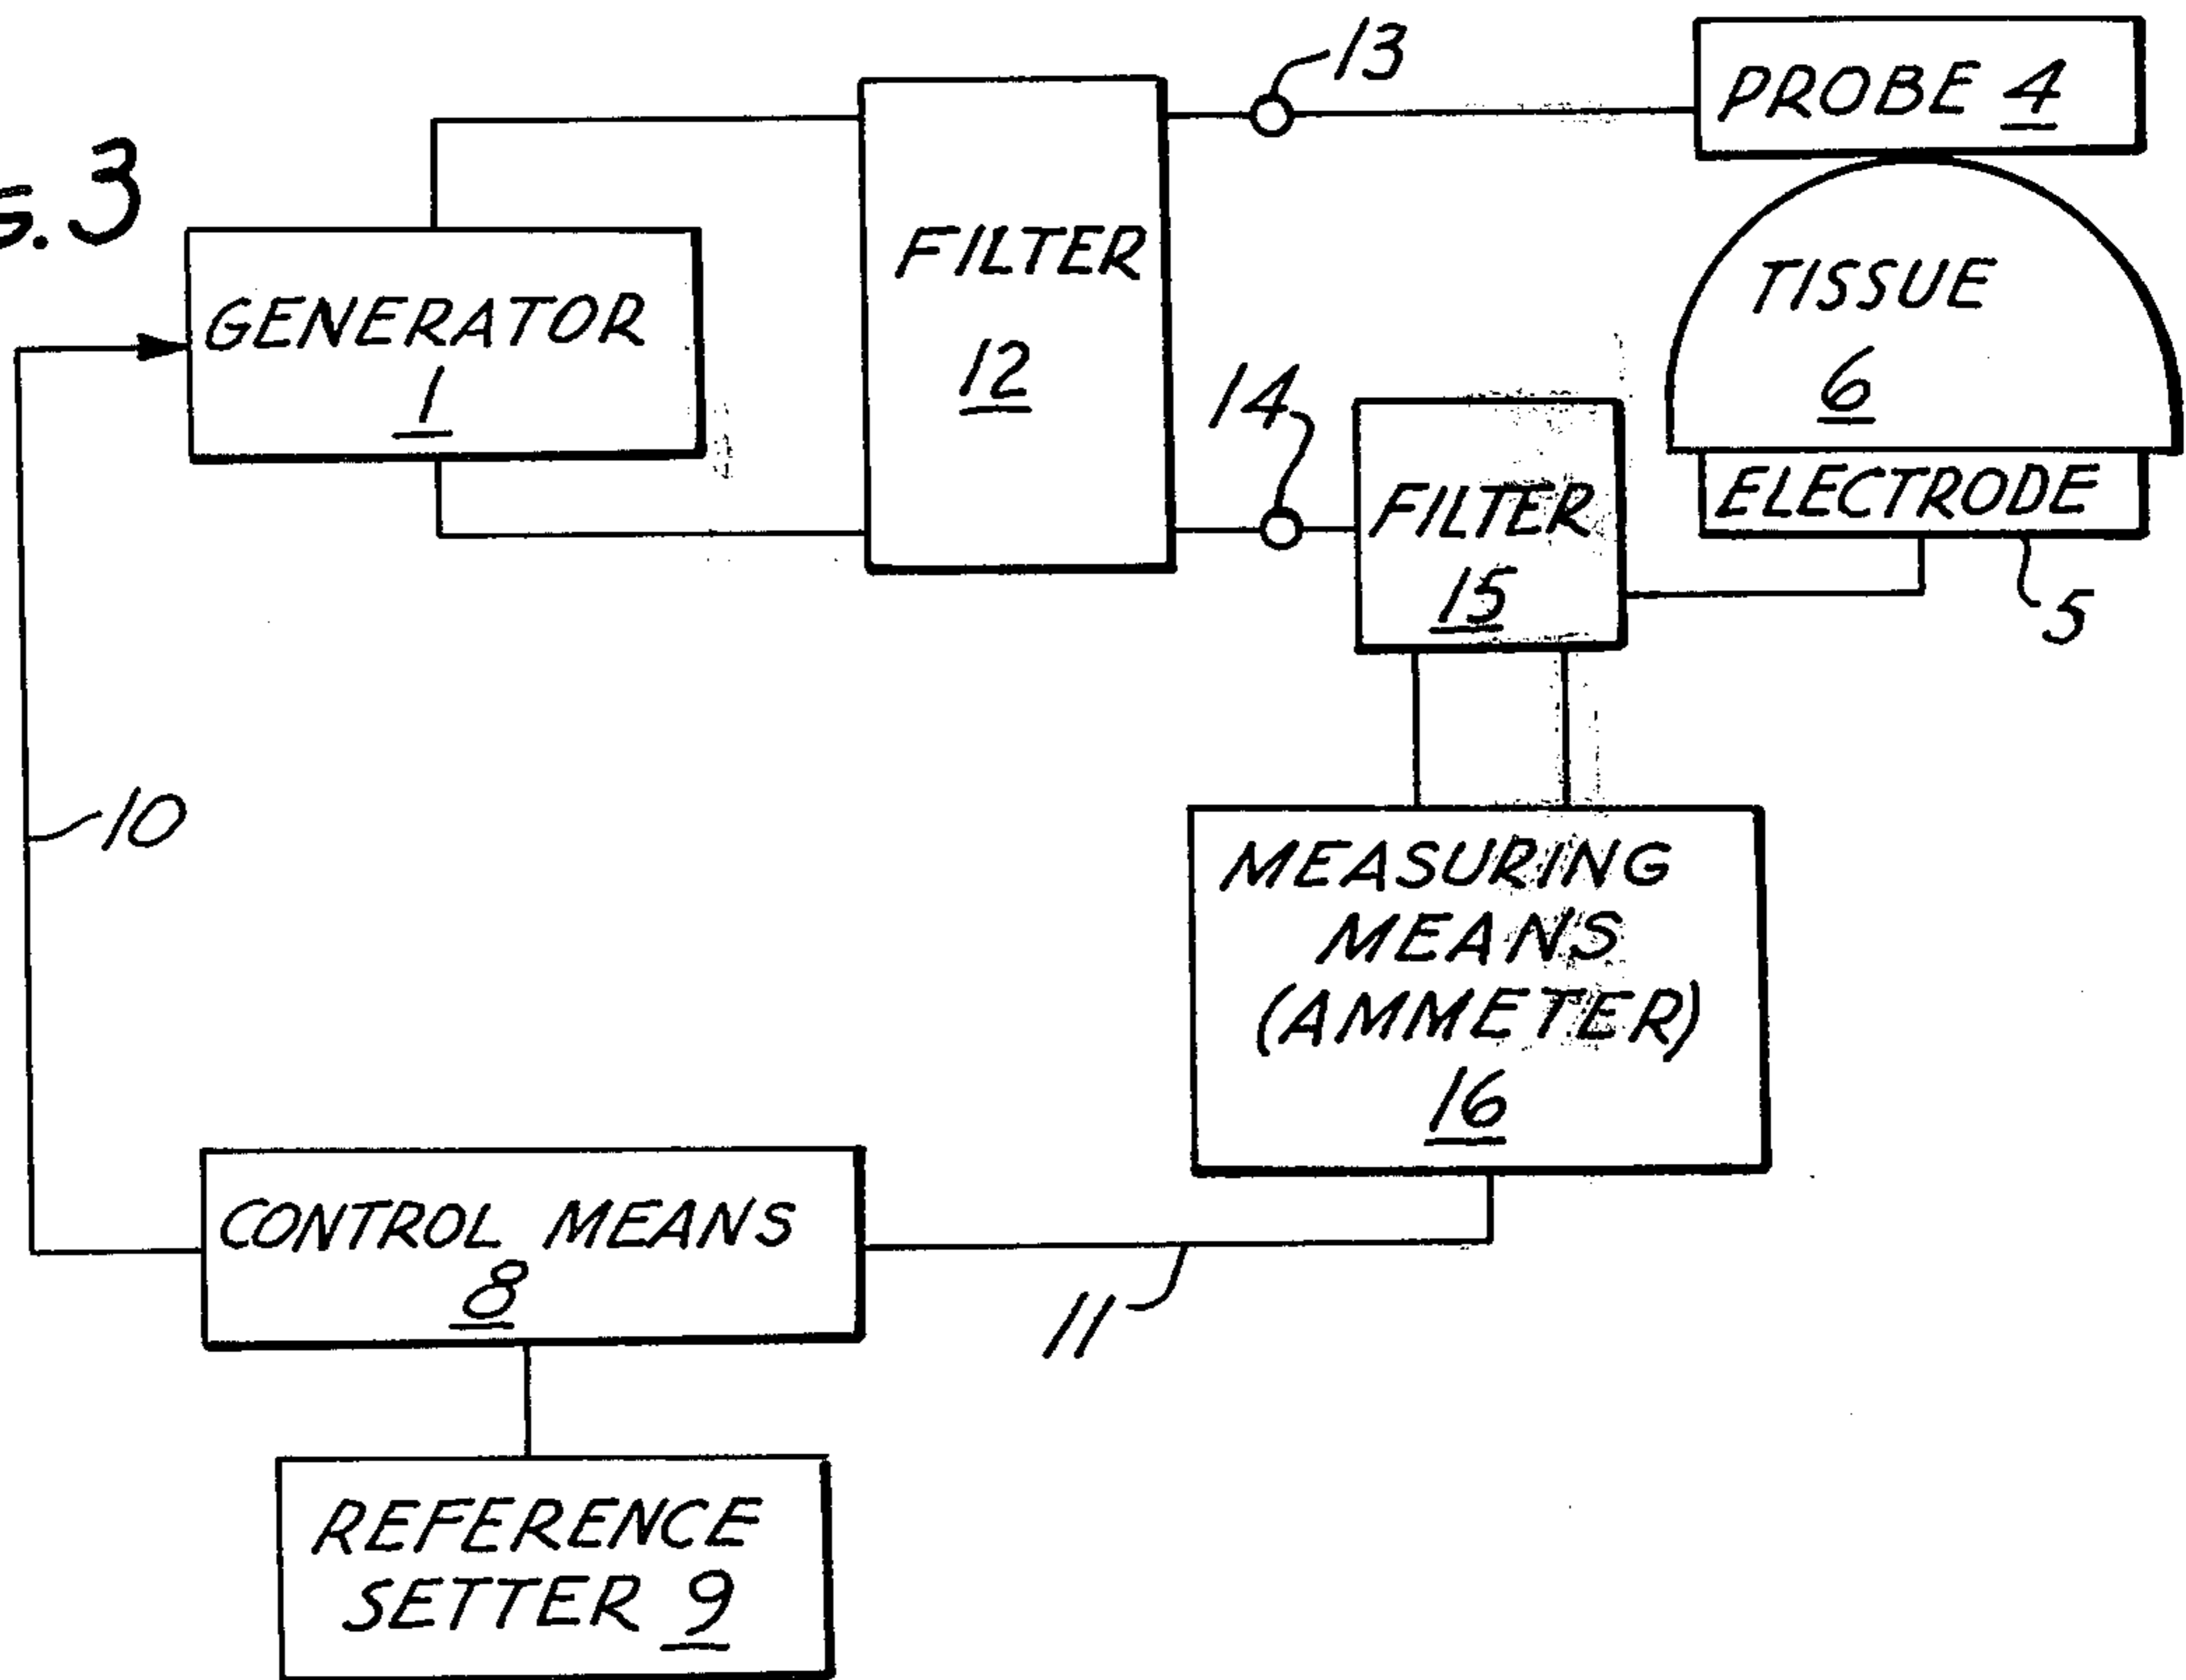 G. 3
GENERATOR
1
FILTER
12
13
PROBE 4
TISSUE
6
14
FILTER
15
ELECTRODE
5
10
MEASURING
MEANS
(AMMETER)
16
CONTROL MEANS
8
11
REFERENCE
SETTER 9